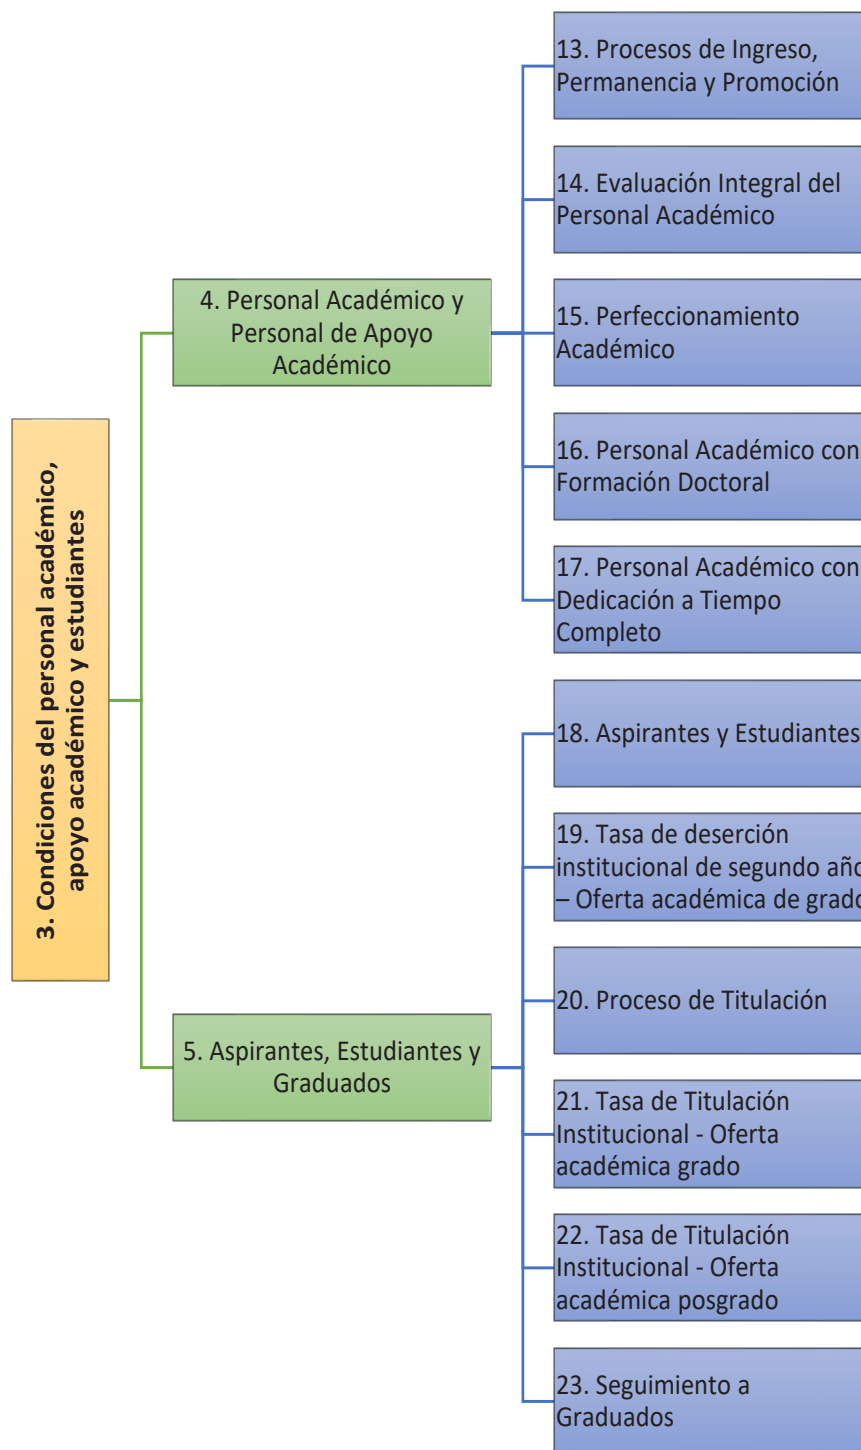 3. Condiciones del personal académico,
apoyo académico y estudiantes
4. Personal Académico y
Personal de Apoyo
Académico
13. Procesos de Ingreso,
Permanencia y Promoción
14. Evaluación Integral del
Personal Académico
15. Perfeccionamiento
Académico
16. Personal Académico con
Formación Doctoral
17. Personal Académico con
Dedicación a Tiempo
Completo
5. Aspirantes, Estudiantes y
Graduados
18. Aspirantes y Estudiantes
19. Tasa de deserción
institucional de segundo año
– Oferta académica de grado
20. Proceso de Titulación
21. Tasa de Titulación
Institucional - Oferta
académica grado
22. Tasa de Titulación
Institucional - Oferta
académica posgrado
23. Seguimiento a
Graduados